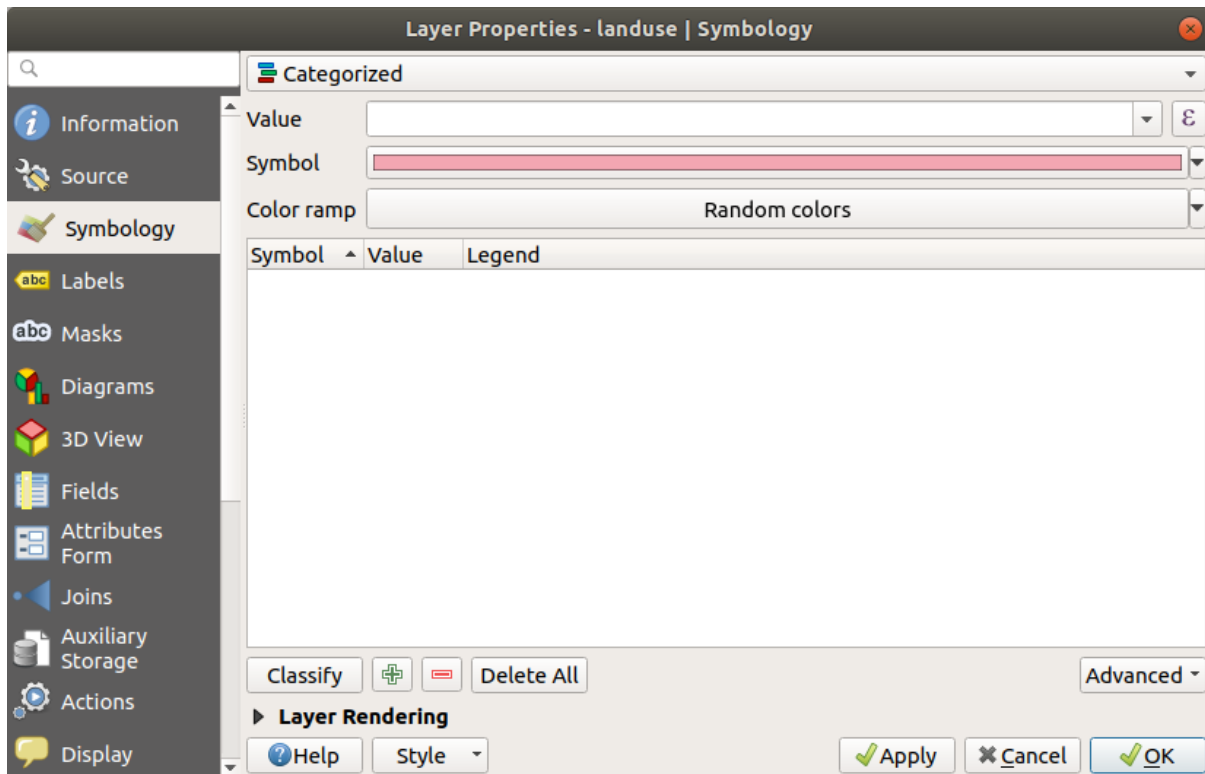 Layer Properties - landuse | Symbology
Information
Source
Symbology
abc Labels
abc Masks
Diagrams
3D View
Fields
Attributes
Form
Joins
Auxiliary
Storage
Actions
Display
Categorized
Value
ε
Symbol
Color ramp Random colors
Symbol Value Legend
Classify Delete All Advanced
Layer Rendering
Help Style Apply Cancel OK